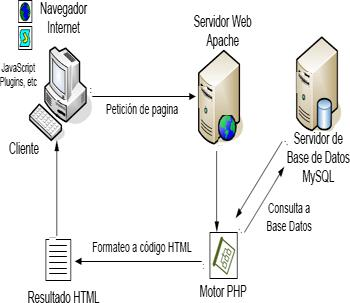 Navegador
Internet
JavaScript
Plugins, etc
Cliente
Petición de pagina
Servidor Web
Apache
Servidor de
Base de Datos
MySQL
Consulta a
Base Datos
Formateo a código HTML
Resultado HTML
Motor PHP